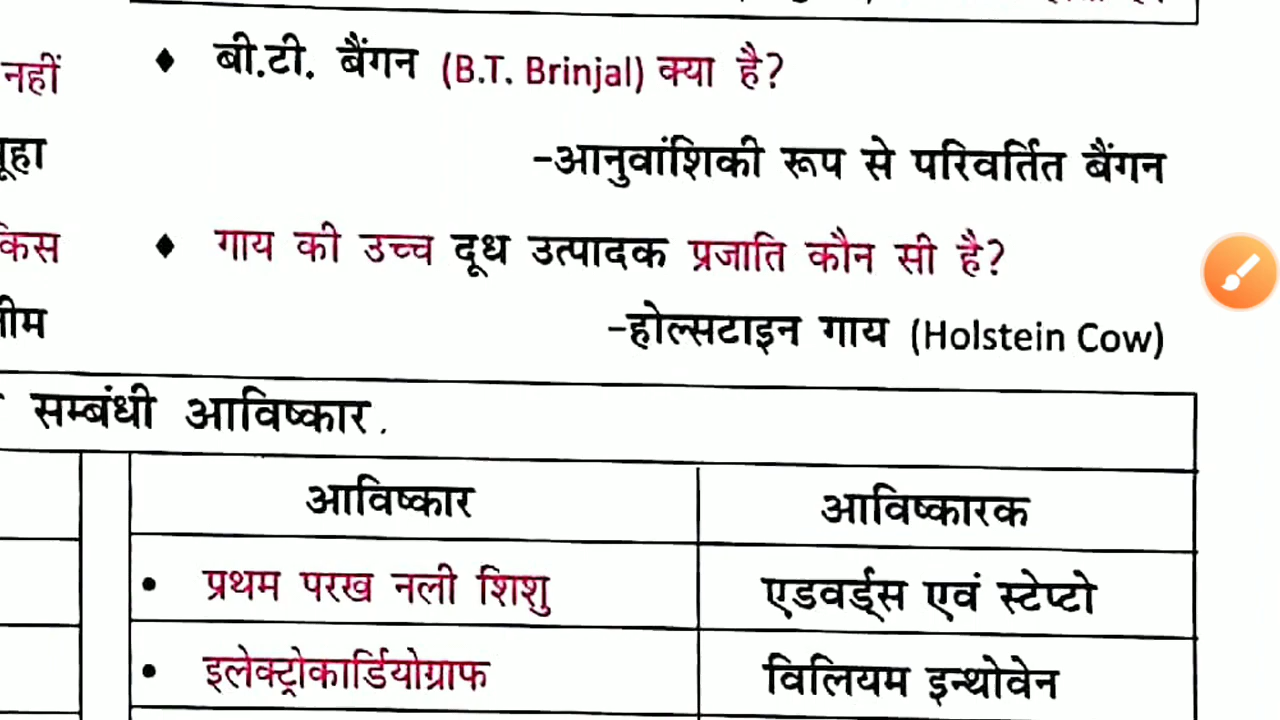 नहीं
♦ बी.टी. बैंगन (B.T. Brinjal) क्या है?
-आनुवांशिकी रूप से परिवर्तित बैंगन
किस
♦ गाय की उच्च दूध उत्पादक प्रजाति कौन सी है?
-होल्सटाइन गाय (Holstein Cow)
सम्बंधी आविष्कार.
आविष्कार आविष्कारक
• प्रथम परख नली शिशु एडवर्ड्स एवं स्टेप्टो
• इलेक्ट्रोकार्डियोग्राफ विलियम इन्थोवेन